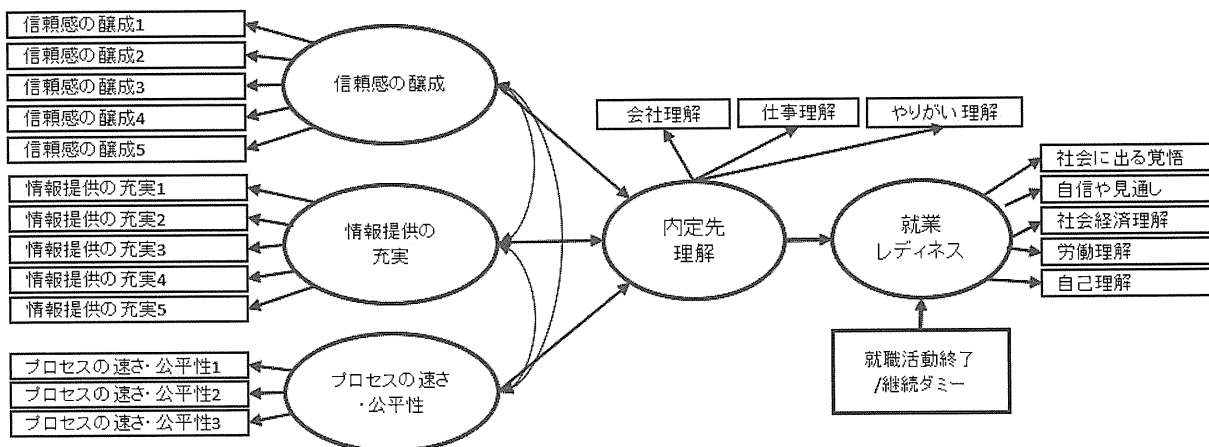 信頼感の醸成1
信頼感の醸成2
信頼感の醸成3
信頼感の醸成4
信頼感の醸成5
信頼感の醸成
情報提供の充実1
情報提供の充実2
情報提供の充実3
情報提供の充実4
情報提供の充実5
情報提供の
充実
プロセスの速さ・公平性1
プロセスの速さ・公平性2
プロセスの速さ・公平性3
プロセスの速さ
・公平性
会社理解
仕事理解
やりがい理解
内定先
理解
就業
レディネス
社会に出る覚悟
自信や見通し
社会経済理解
労働理解
自己理解
就職活動終了
/継続ダミー